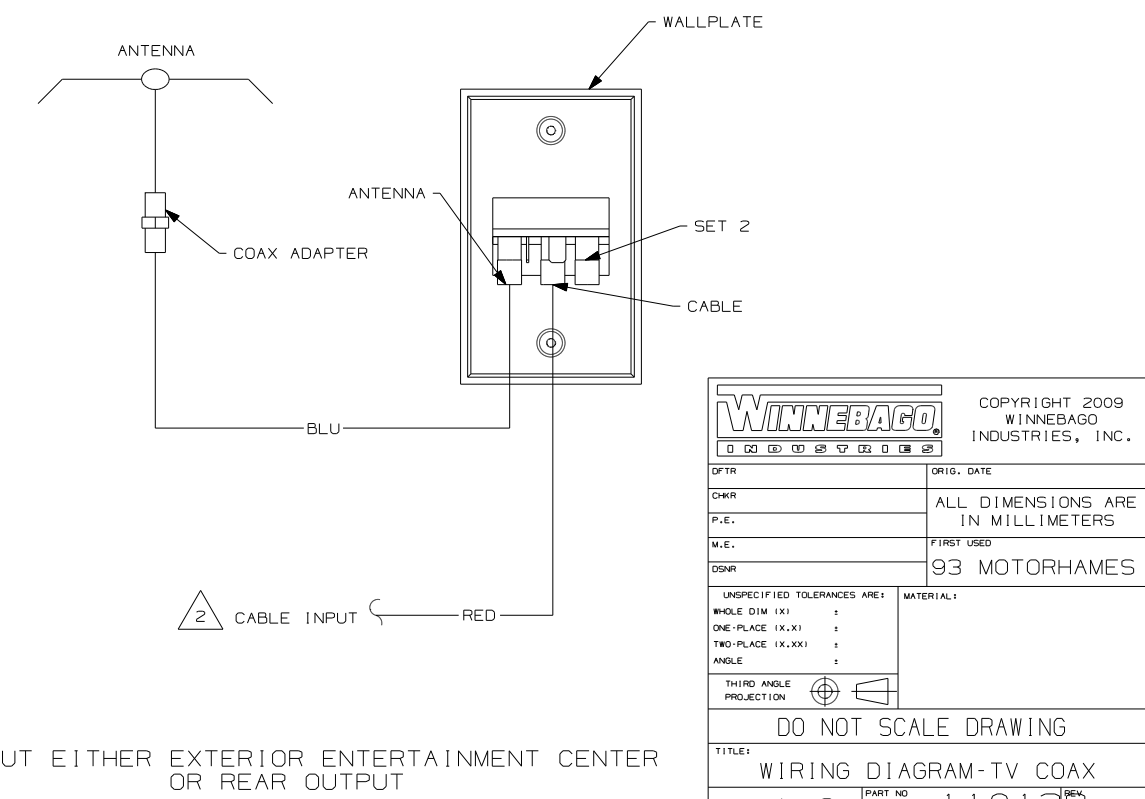 WALLPLATE
ANTENNA
ANTENNA
SET 2
COAX ADAPTER
CABLE
BLU
2 CABLE INPUT
RED
UT EITHER EXTERIOR ENTERTAINMENT CENTER
OR REAR OUTPUT
WINNEBAGO®
INDUSTRIES
COPYRIGHT 2009
WINNEBAGO
INDUSTRIES, INC.
DFTR
ORIG. DATE
CHKR
ALL DIMENSIONS ARE
IN MILLIMETERS
P.E.
M.E.
FIRST USED
93 MOTORHAMES
DSNR
UNSPECIFIED TOLERANCES ARE:
MATERIAL:
WHOLE DIM (X) ±
ONE-PLACE (X.X) ±
TWO-PLACE (X.XX) ±
ANGLE ±
THIRD ANGLE
PROJECTION
DO NOT SCALE DRAWING
TITLE:
WIRING DIAGRAM-TV COAX
PART NO
REV